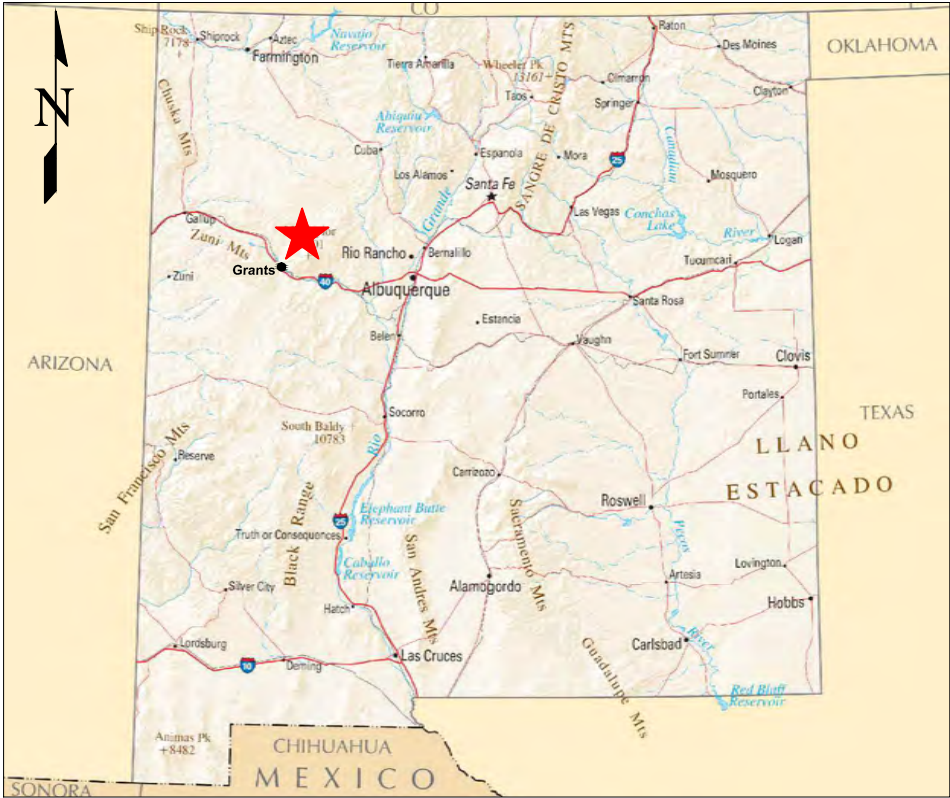 CO
Ship Rock
7178
+
Shiprock
Aztec
Farmington
Navajo
Reservoir
Raton
Des Moines
OKLAHOMA
Tierra Amarilla
Wheeler Pk
13161+
Cimarron
Clayton
Taos
Springer
N
Chuska Mts
Abiquiu
Reservoir
SANGRE DE CRISTO MTS
Canadian
25
Cuba
Espanola
Mora
Los Alamos
Santa Fe
Mosquero
Gallup
Grande
Las Vegas
Conchas
Lake
River
Logan
Zuni Mts
Rio Rancho
Bernalillo
Tucumcari
Grants
Zuni
40
Albuquerque
Santa Rosa
Estancia
Belen
Vaughn
Fort Sumner
Clovis
ARIZONA
Portales
Socorro
TEXAS
South Baldy +
10783
Rio
LLANO
San Francisco Mts
Reserve
Carrizozo
ESTACADO
Black Range
Roswell
Elephant Butte
Reservoir
25
Sacramento Mts
Pecos
Truth or Consequences
San Andres Mts
Caballo
Reservoir
Lovington
Artesia
Silver City
Alamogordo
Hobbs
Hatch
Lordsburg
Carlsbad
River
10
Deming
Las Cruces
Guadalupe Mts
Red Bluff
Reservoir
Animas Pk
+8482
CHIHUAHUA
MEXICO
SONORA